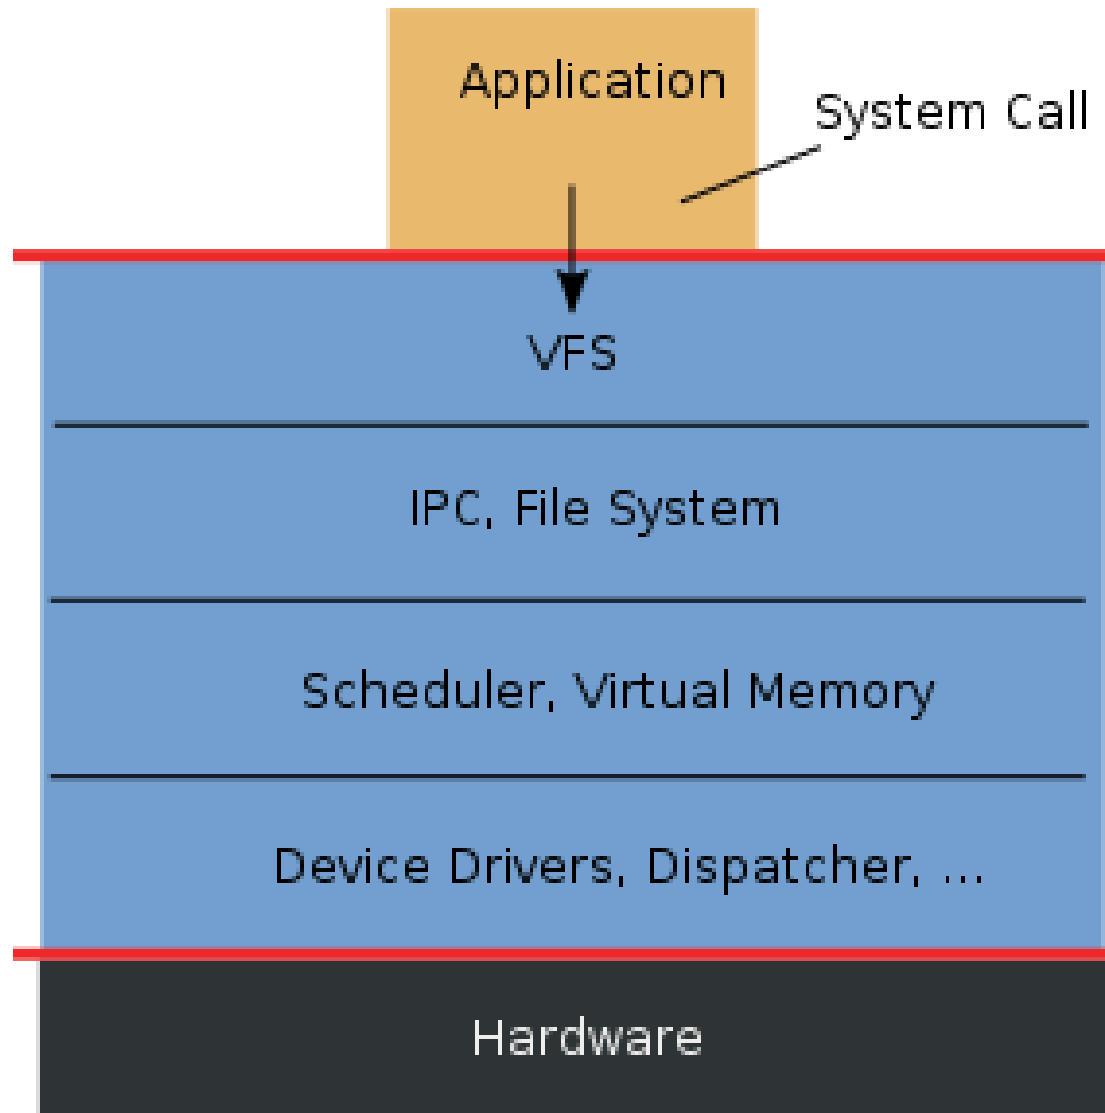 Application
System Call
VFS
IPC, File System
Scheduler, Virtual Memory
Device Drivers, Dispatcher, ...
Hardware